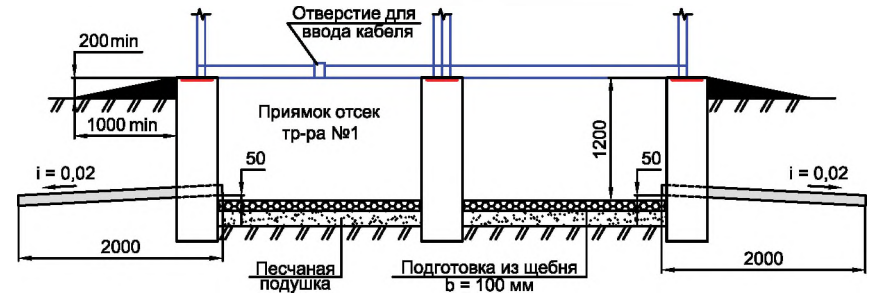 Отверстие для
ввода кабеля
200min
1000 min
Приямок отсек
тр-ра №1
1200
50
50
i = 0,02
i = 0,02
2000
2000
Песчаная
подушка
Подготовка из щебня
b = 100 мм